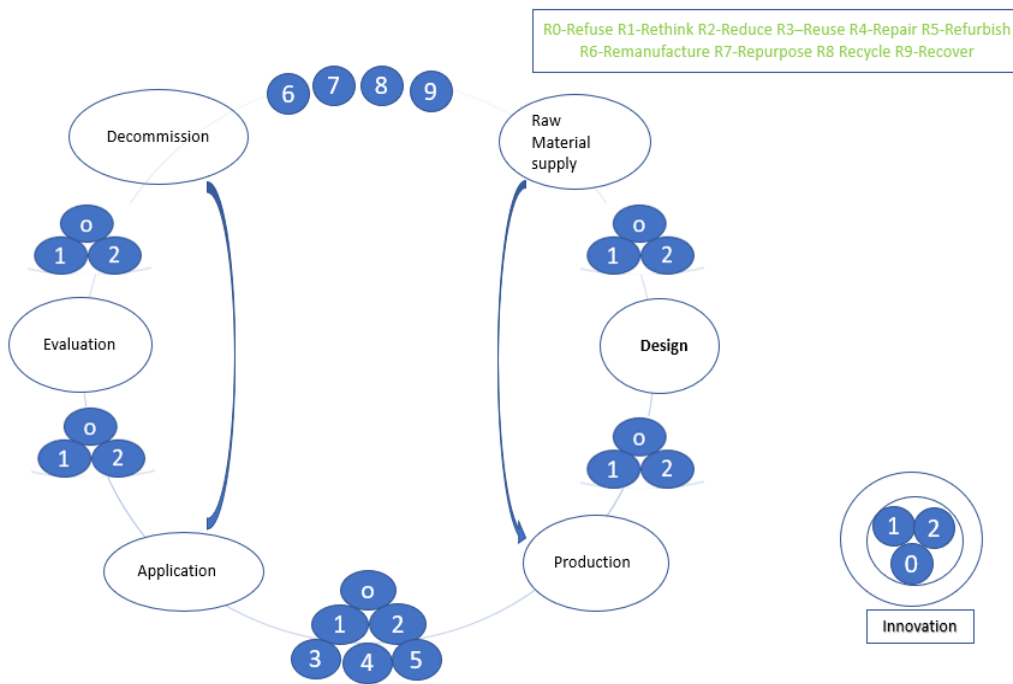 R0-Refuse R1-Rethink R2-Reduce R3–Reuse R4-Repair R5-Refurbish
R6-Remanufacture R7-Repurpose R8 Recycle R9-Recover
6 7 8 9
Decommission
Raw
Material
supply
o
1 2
o
1 2
Evaluation
Design
o
1 2
o
1 2
Application
Production
o
1 2
3 4 5
1 2
0
Innovation